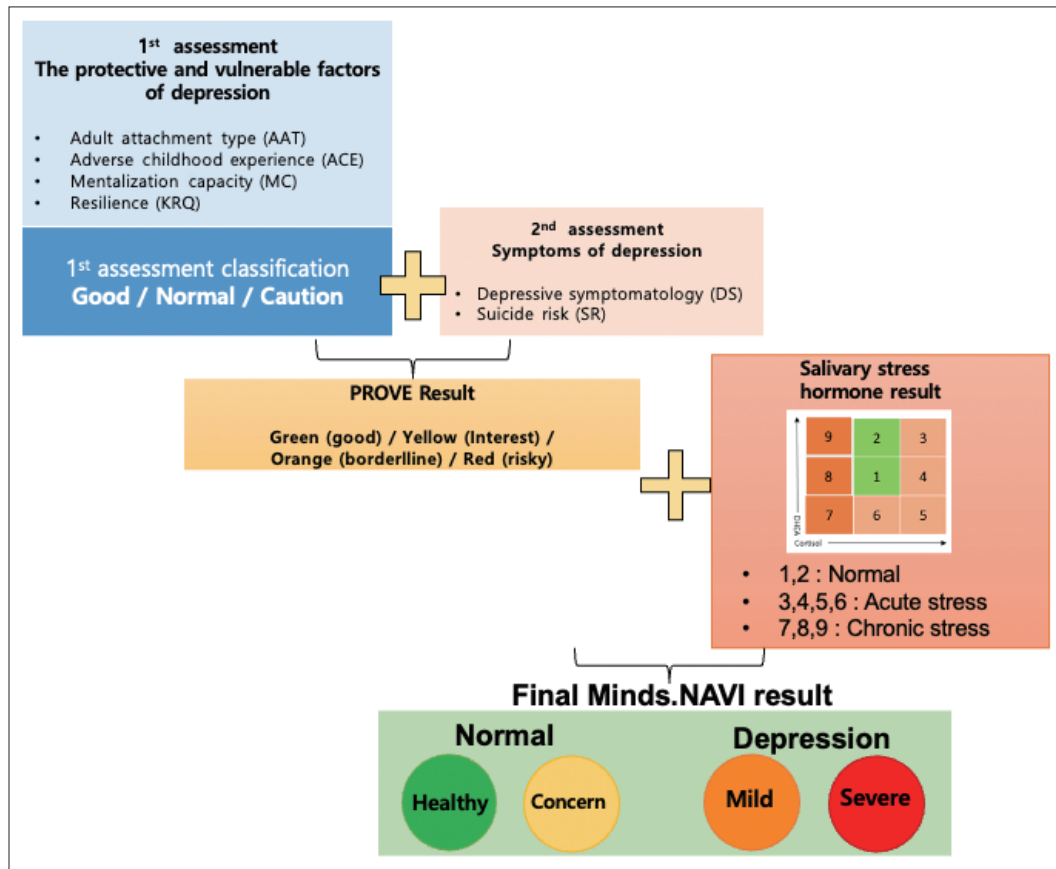 1st assessment
The protective and vulnerable factors
of depression
• Adult attachment type (AAT)
• Adverse childhood experience (ACE)
• Mentalization capacity (MC)
• Resilience (KRQ)
1st assessment classification
Good / Normal / Caution
2nd assessment
Symptoms of depression
• Depressive symptomatology (DS)
• Suicide risk (SR)
PROVE Result
Green (good) / Yellow (Interest) /
Orange (borderlline) / Red (risky)
Salivary stress
hormone result
9 2 3
8 1 4
7 6 5
DHEA
Cortisol
• 1,2 : Normal
• 3,4,5,6 : Acute stress
• 7,8,9 : Chronic stress
Final Minds.NAVI result
Normal Depression
Healthy Concern Mild Severe